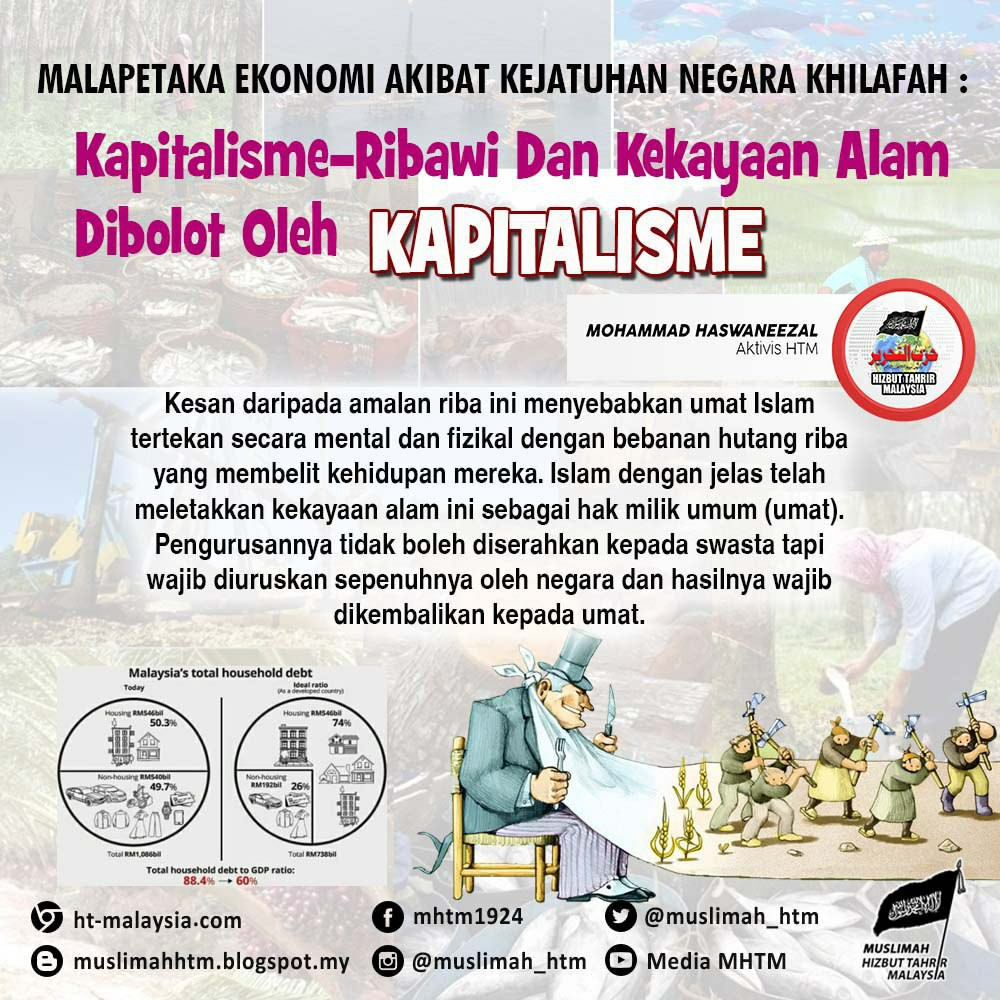 MALAPETAKA EKONOMI AKIBAT KEJATUHAN NEGARA KHILAFAH :
Kapitalisme-Ribawi Dan Kekayaan Alam
Dibolot Oleh KAPITALISME
MOHAMMAD HASWANEEZAL
Aktivis HTM
حزب التحرير
HIZBUT TAHRIR
MALAYSIA
Kesan daripada amalan riba ini menyebabkan umat Islam
tertekan secara mental dan fizikal dengan bebanan hutang riba
yang membelit kehidupan mereka. Islam dengan jelas telah
meletakkan kekayaan alam ini sebagai hak milik umum (umat).
Pengurusannya tidak boleh diserahkan kepada swasta tapi
wajib diuruskan sepenuhnya oleh negara dan hasilnya wajib
dikembalikan kepada umat.
Malaysia's total household debt
Today
Housing RM546bil
50.3%
Non-housing RM540bil
49.7%
Total RM1,086bil
Ideal ratio
(As a developed country)
Housing RM546bil
74%
Non-housing
RM192bil 26%
Total RM738bil
Total household debt to GDP ratio:
88.4% → 60%
ht-malaysia.com
mhtm1924
@muslimah_htm
muslimahhtm.blogspot.my
@muslimah_htm
Media MHTM
MUSLIMAH
HIZBUT TAHRIR
MALAYSIA